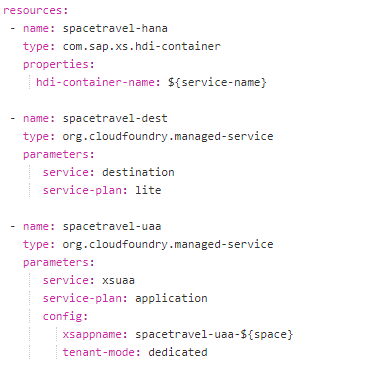 resources:
- name: spacetravel-hana
type: com.sap.xs.hdi-container
properties:
hdi-container-name: ${service-name}
- name: spacetravel-dest
type: org.cloudfoundry.managed-service
parameters:
service: destination
service-plan: lite
- name: spacetravel-uaa
type: org.cloudfoundry.managed-service
parameters:
service: xsuaa
service-plan: application
config:
xsappname: spacetravel-uaa-${space}
tenant-mode: dedicated